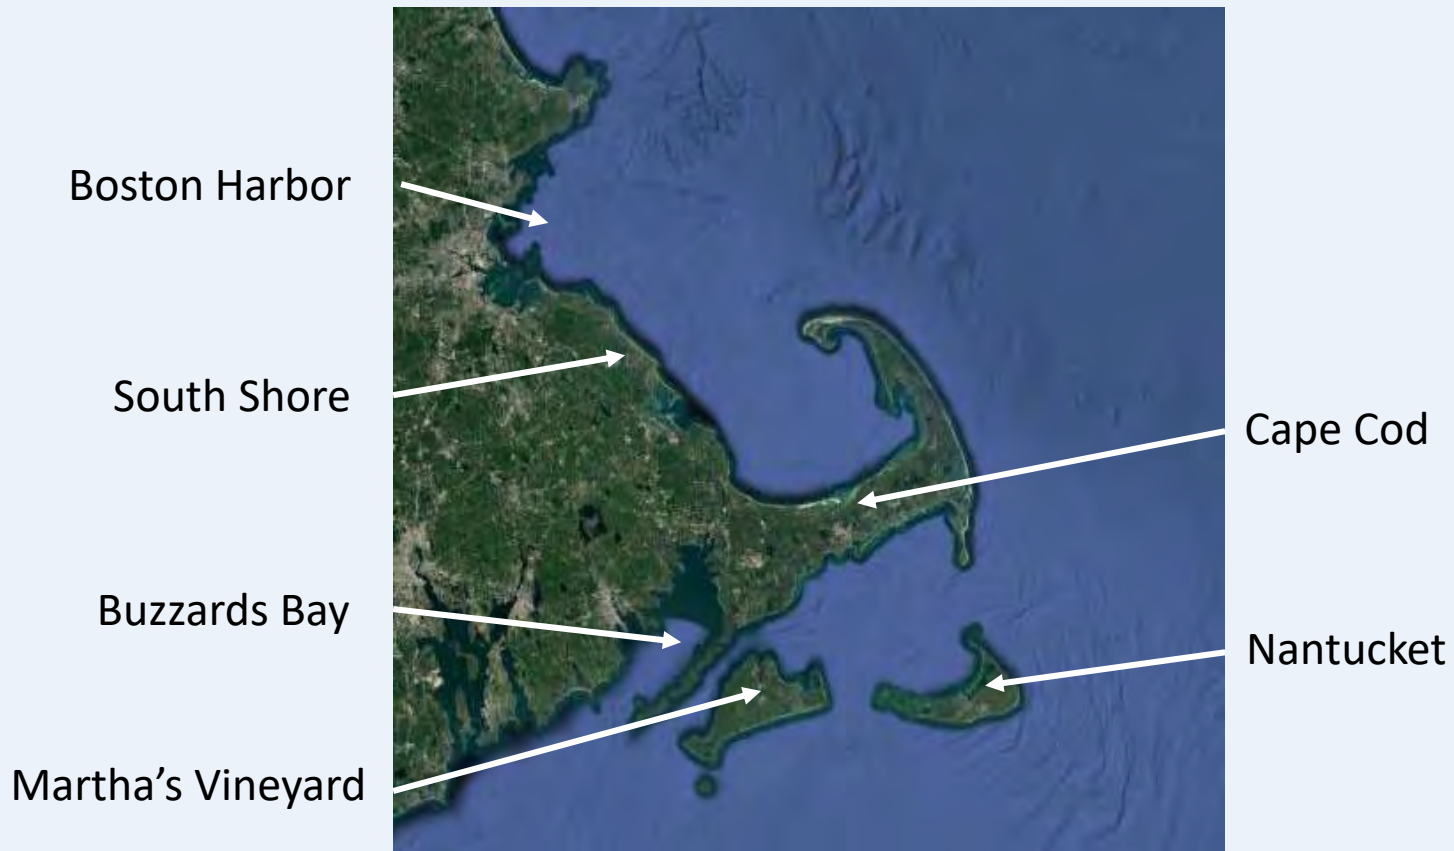 Boston Harbor
South Shore
Cape Cod
Buzzards Bay
Nantucket
Martha’s Vineyard